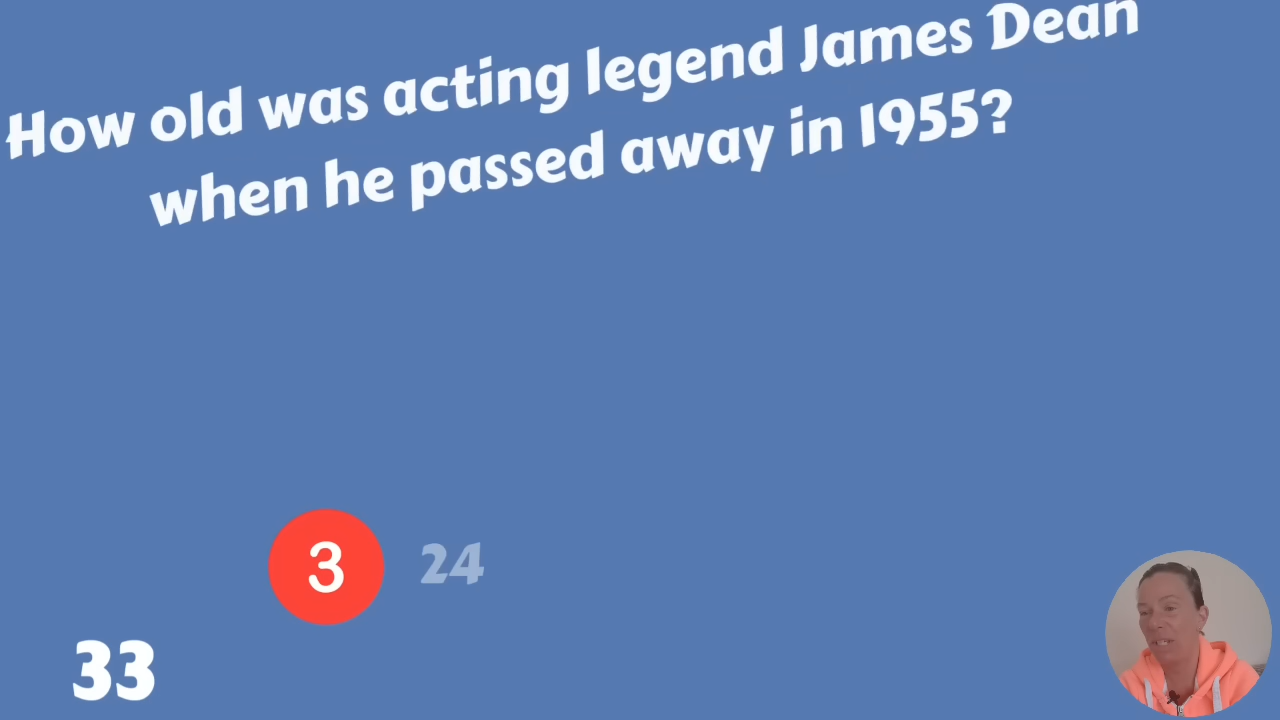 How old was acting legend James Dean
when he passed away in 1955?
3 24
33